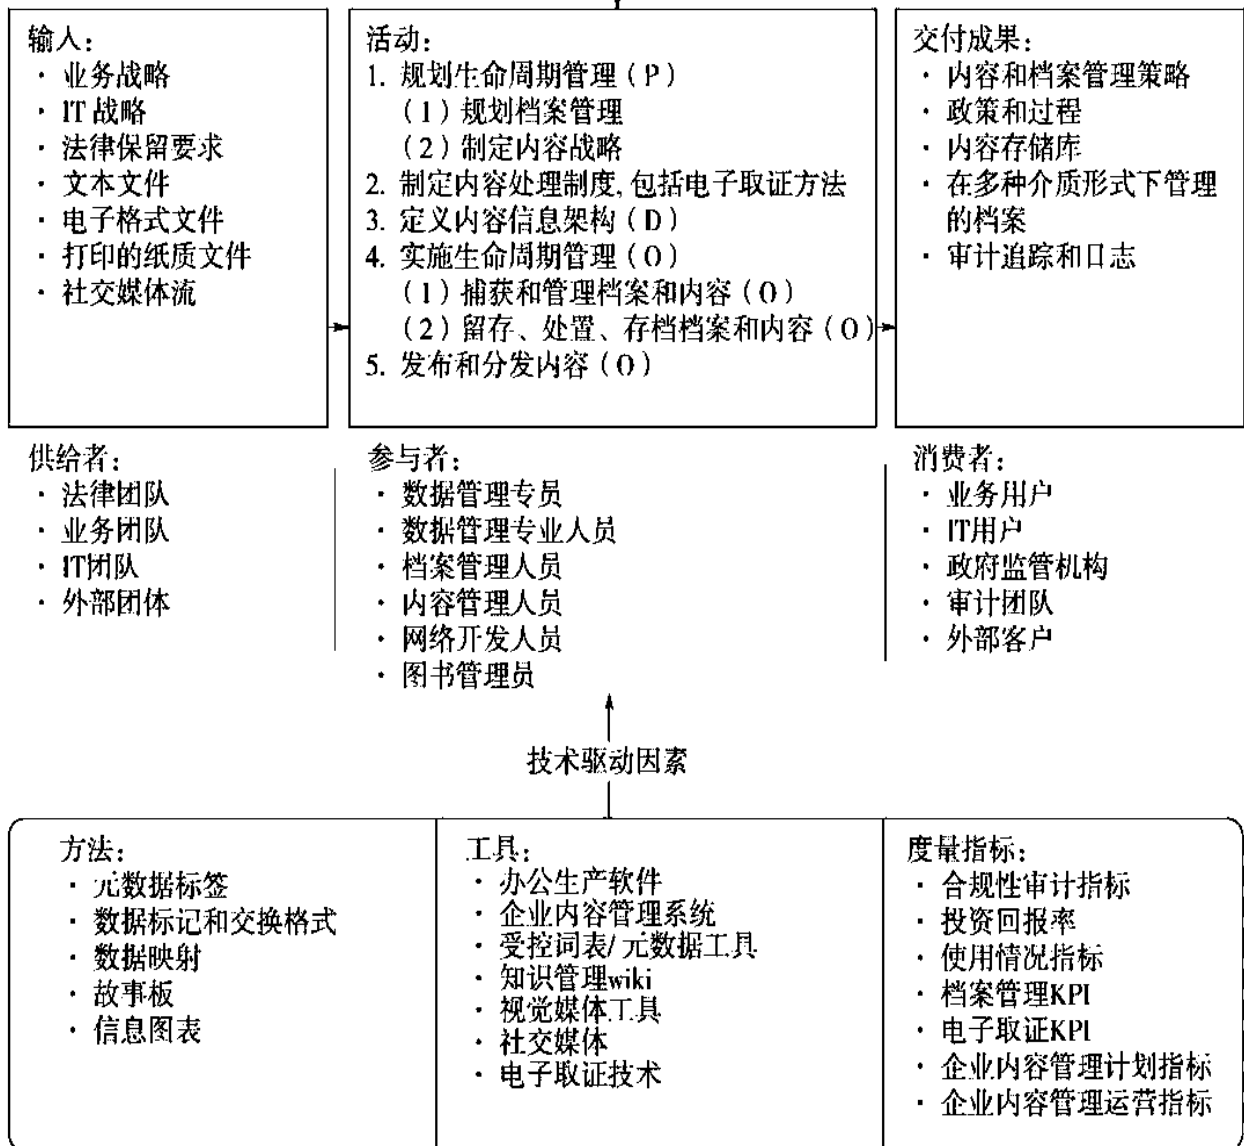 输入：
· 业务战略
· IT 战略
· 法律保留要求
· 文本文件
· 电子格式文件
· 打印的纸质文件
· 社交媒体流
活动：
1. 规划生命周期管理（P）
（1）规划档案管理
（2）制定内容战略
2. 制定内容处理制度, 包括电子取证方法
3. 定义内容信息架构（D）
4. 实施生命周期管理（O）
（1）捕获和管理档案和内容（O）
（2）留存、处置、存档档案和内容（O）
5. 发布和分发内容（O）
交付成果：
· 内容和档案管理策略
· 政策和过程
· 内容存储库
· 在多种介质形式下管理
的档案
· 审计追踪和日志
供给者：
· 法律团队
· 业务团队
· IT团队
· 外部团体
参与者：
· 数据管理专员
· 数据管理专业人员
· 档案管理人员
· 内容管理人员
· 网络开发人员
· 图书管理员
消费者：
· 业务用户
· IT用户
· 政府监管机构
· 审计团队
· 外部客户
技术驱动因素
方法：
· 元数据标签
· 数据标记和交换格式
· 数据映射
· 故事板
· 信息图表
工具：
· 办公生产软件
· 企业内容管理系统
· 受控词表/ 元数据工具
· 知识管理wiki
· 视觉媒体工具
· 社交媒体
· 电子取证技术
度量指标：
· 合规性审计指标
· 投资回报率
· 使用情况指标
· 档案管理KPI
· 电子取证KPI
· 企业内容管理计划指标
· 企业内容管理运营指标